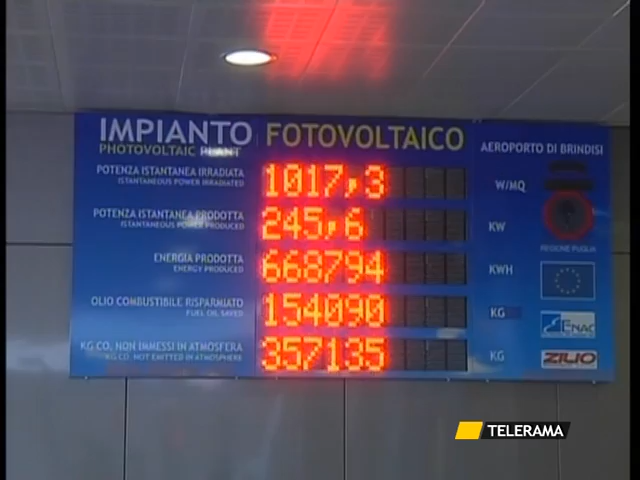 IMPIANTO FOTOVOLTAICO
PHOTOVOLTAIC PLANT
AEROPORTO DI BRINDISI
POTENZA ISTANTANEA IRRADIATA
INSTANTANEOUS POWER IRRADIATED
1017,3
W/MQ
POTENZA ISTANTANEA PRODOTTA
ISTANTANEOUS POWER PRODUCED
245,6
KW
REGIONE PUGLIA
ENERGIA PRODOTTA
ENERGY PRODUCED
668794
KWH
OLIO COMBUSTIBILE RISPARMIATO
FUEL OIL SAVED
154090
KG
ENAC
KG CO2 NON IMMESSI IN ATMOSFERA
KG CO2 NOT EMITTED IN ATMOSPHERE
357135
KG
ZILIO
TELERAMA